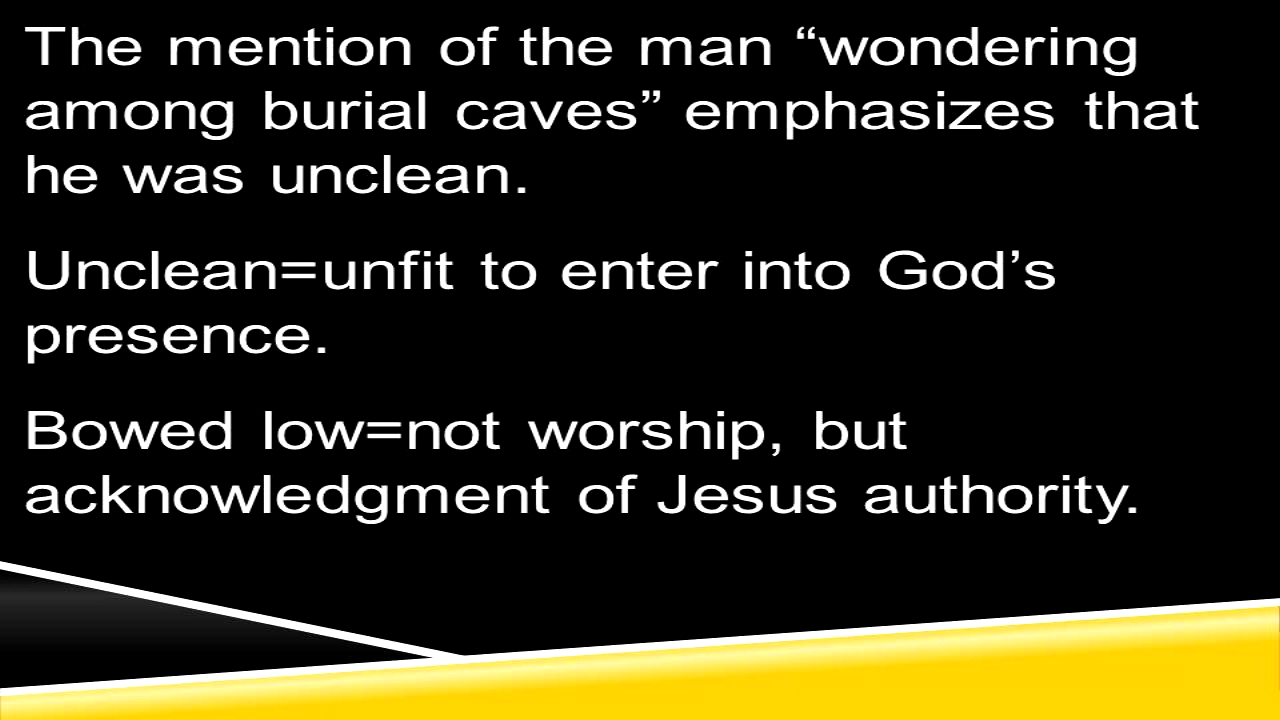 The mention of the man “wondering
among burial caves” emphasizes that
he was unclean.
Unclean=unfit to enter into God’s
presence.
Bowed low=not worship, but
acknowledgment of Jesus authority.